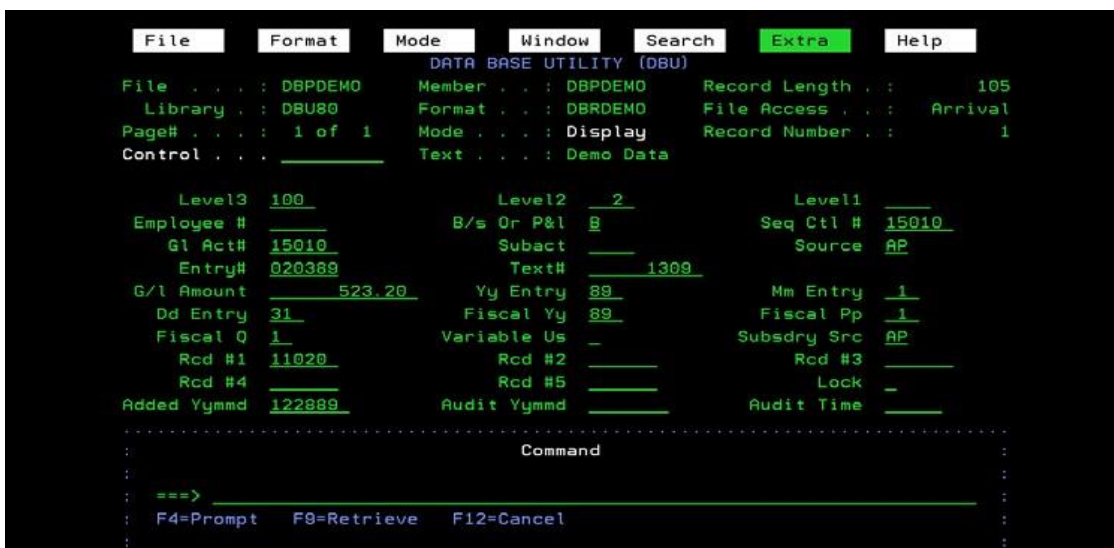 File Format Mode Window Search Extra Help
DATA BASE UTILITY (DBU)
File . . . : DBPDEMO Member . . : DBPDEMO Record Length . : 105
Library . : DBU80 Format . . : DBRDEMO File Access . . : Arrival
Page# . . . : 1 of 1 Mode . . . : Display Record Number . : 1
Control . . . Text . . . : Demo Data
Level3 100 Level2 2 Level1
Employee # B/s Or P&l B Seq Ctl # 15010
Gl Act# 15010 Subact Source AP
Entry# 020389 Text# 1309
G/l Amount 523.20 Yy Entry 89 Mm Entry 1
Dd Entry 31 Fiscal Yy 89 Fiscal Pp 1
Fiscal Q 1 Variable Us Subsdry Src AP
Rcd #1 11020 Rcd #2 Rcd #3
Rcd #4 Rcd #5 Lock
Added Yymmd 122889 Audit Yymmd Audit Time
Command
===>
F4=Prompt F9=Retrieve F12=Cancel